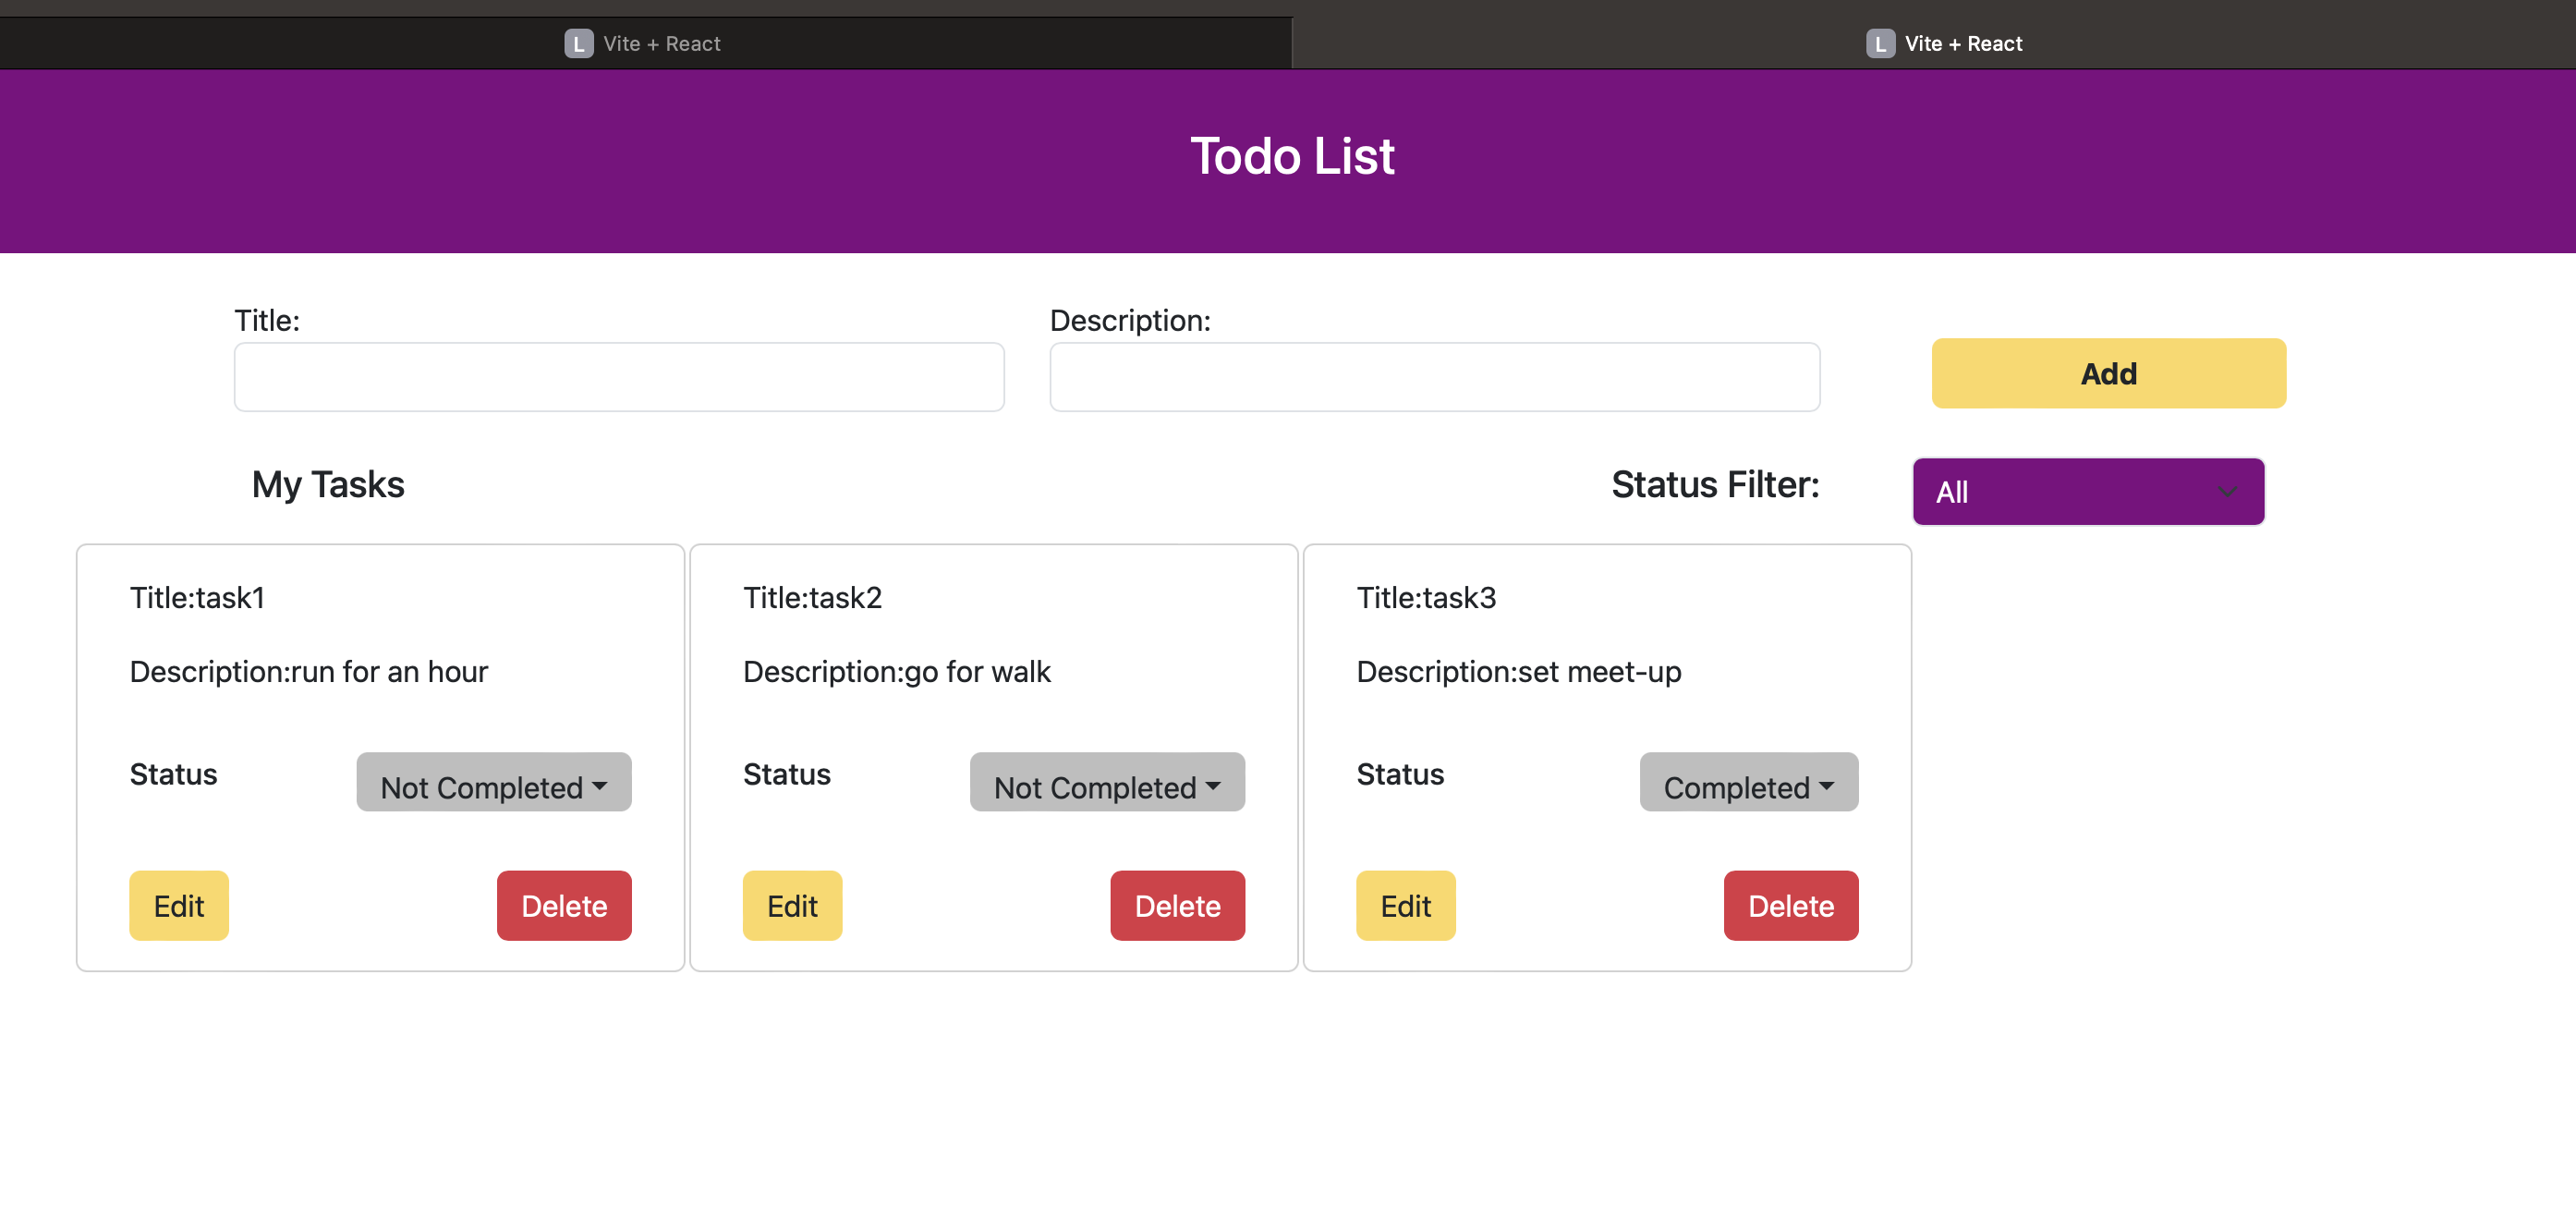 L Vite + React
L Vite + React
Todo List
Title:
Description:
Add
My Tasks
Status Filter:
All
Title:task1
Description:run for an hour
Status
Not Completed
Edit
Delete
Title:task2
Description:go for walk
Status
Not Completed
Edit
Delete
Title:task3
Description:set meet-up
Status
Completed
Edit
Delete